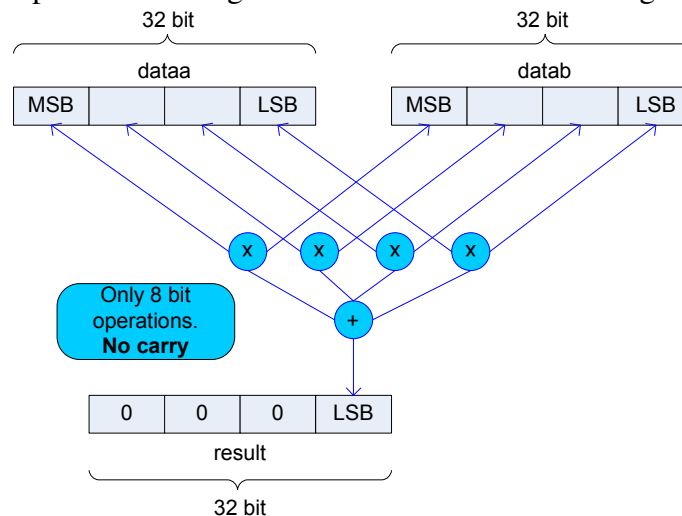 32 bit
32 bit
dataa
datab
MSB
LSB
MSB
LSB
x
x
x
x
Only 8 bit
operations.
No carry
+
0
0
0
LSB
result
32 bit